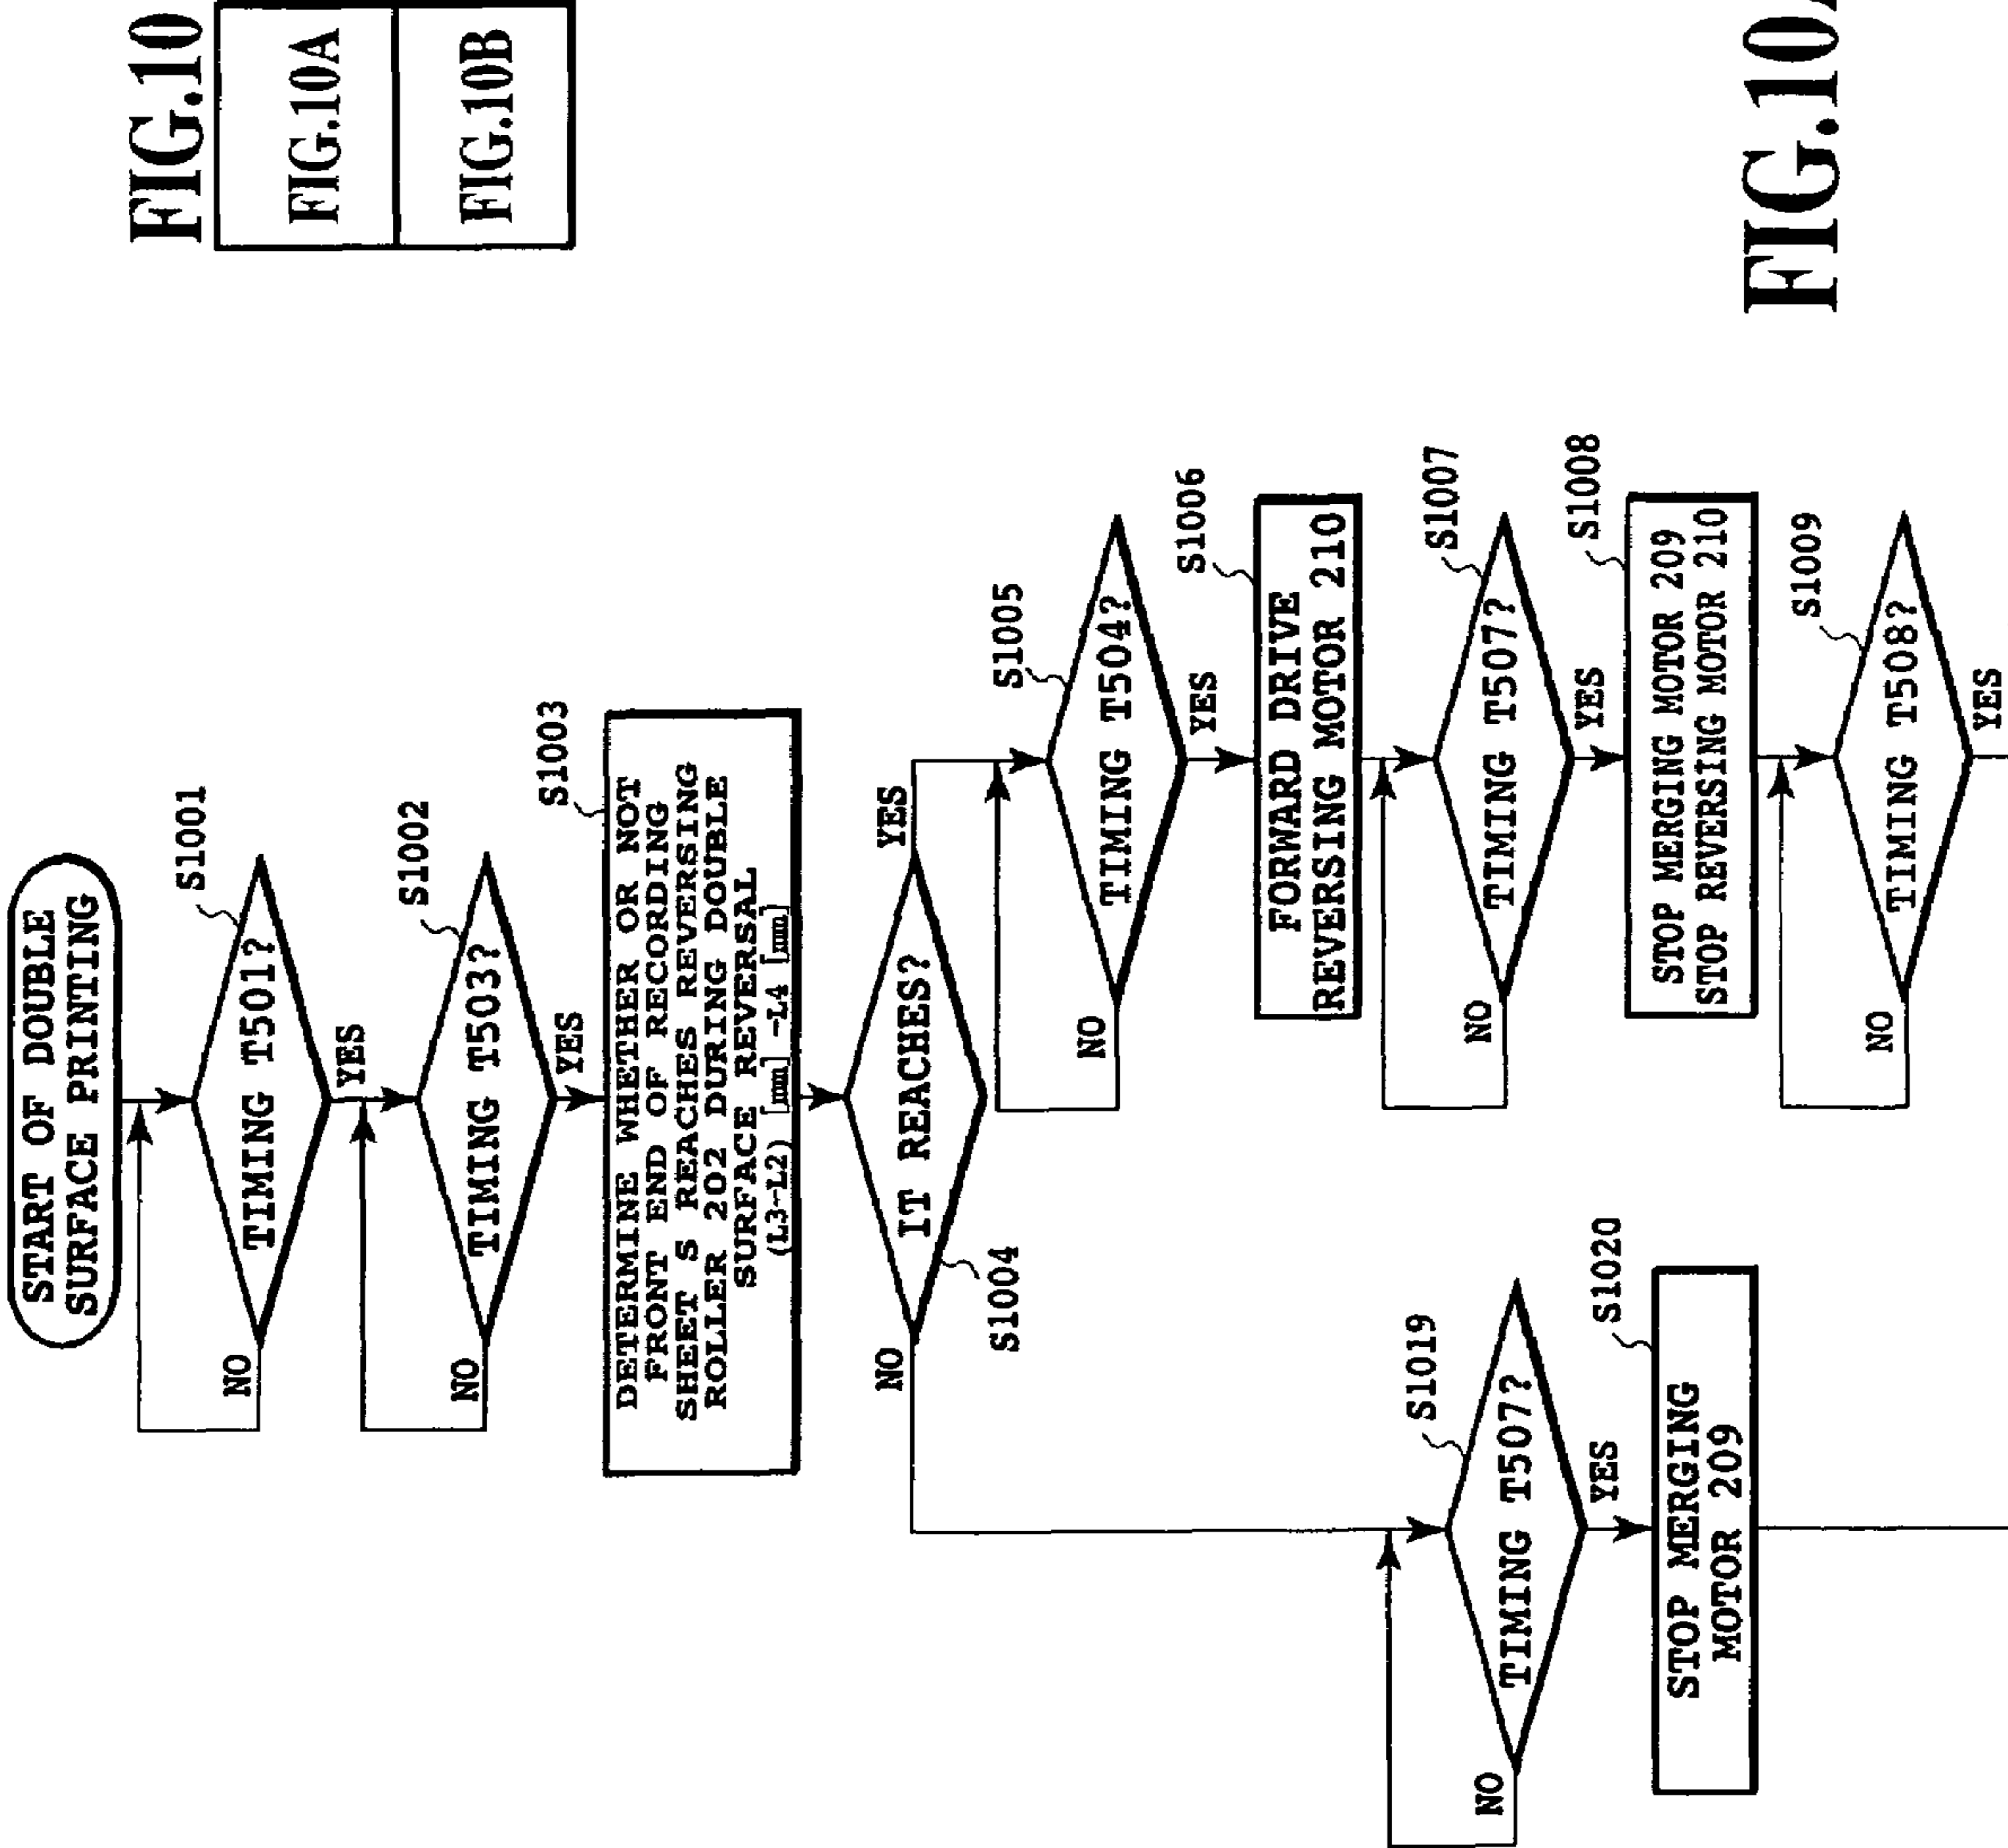 FIG.10
FIG.10A
FIG.10B
START OF DOUBLE
SURFACE PRINTING
S1001
TIMING T501?
NO
YES
S1002
TIMING T503?
NO
YES
S1003
DETERMINE WHETHER OR NOT
FRONT END OF RECORDING
SHEET S REACHES REVERSING
ROLLER 202 DURING DOUBLE
SURFACE REVERSAL
(L3-L2) [mm] -L4 [mm]
IT REACHES?
S1004
NO
YES
S1005
TIMING T504?
NO
YES
S1006
FORWARD DRIVE
REVERSING MOTOR 210
S1007
TIMING T507?
NO
YES
S1008
STOP MERGING MOTOR 209
STOP REVERSING MOTOR 210
S1009
TIMING T508?
NO
YES
S1019
TIMING T507?
NO
YES
S1020
STOP MERGING
MOTOR 209
FIG.10A